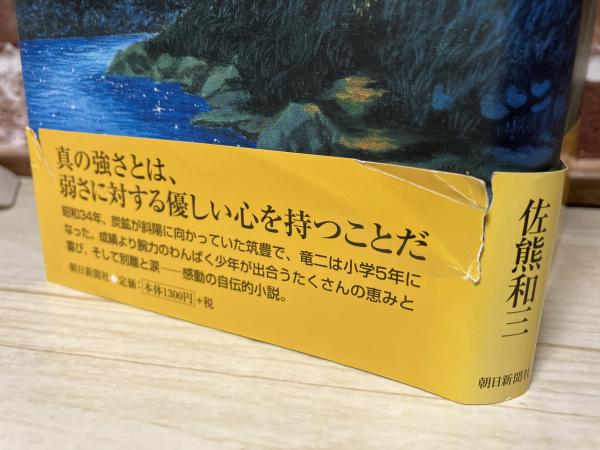 真の強さとは、
弱さに対する優しい心を持つことだ
昭和34年、炭鉱が斜陽に向かっていた筑豊で、竜二は小学5年に
なった。成績より腕力のわんぱく少年が出合うたくさんの恵みと
喜び、そして別離と涙――感動の自伝的小説。
朝日新聞社◆定価：本体1300円+税
佐熊和三
朝日新聞社